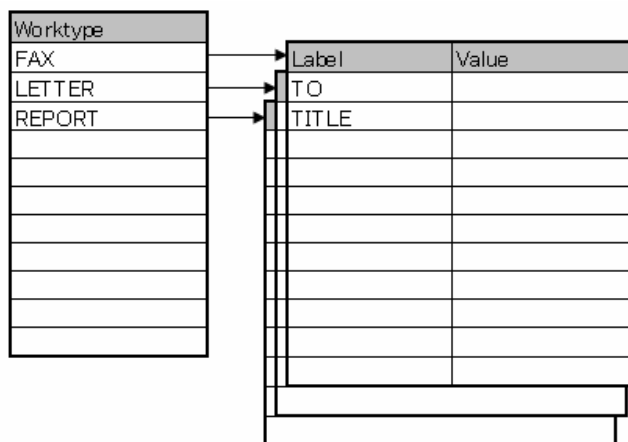 Worktype
FAX
LETTER
REPORT
Label Value
TO
TITLE